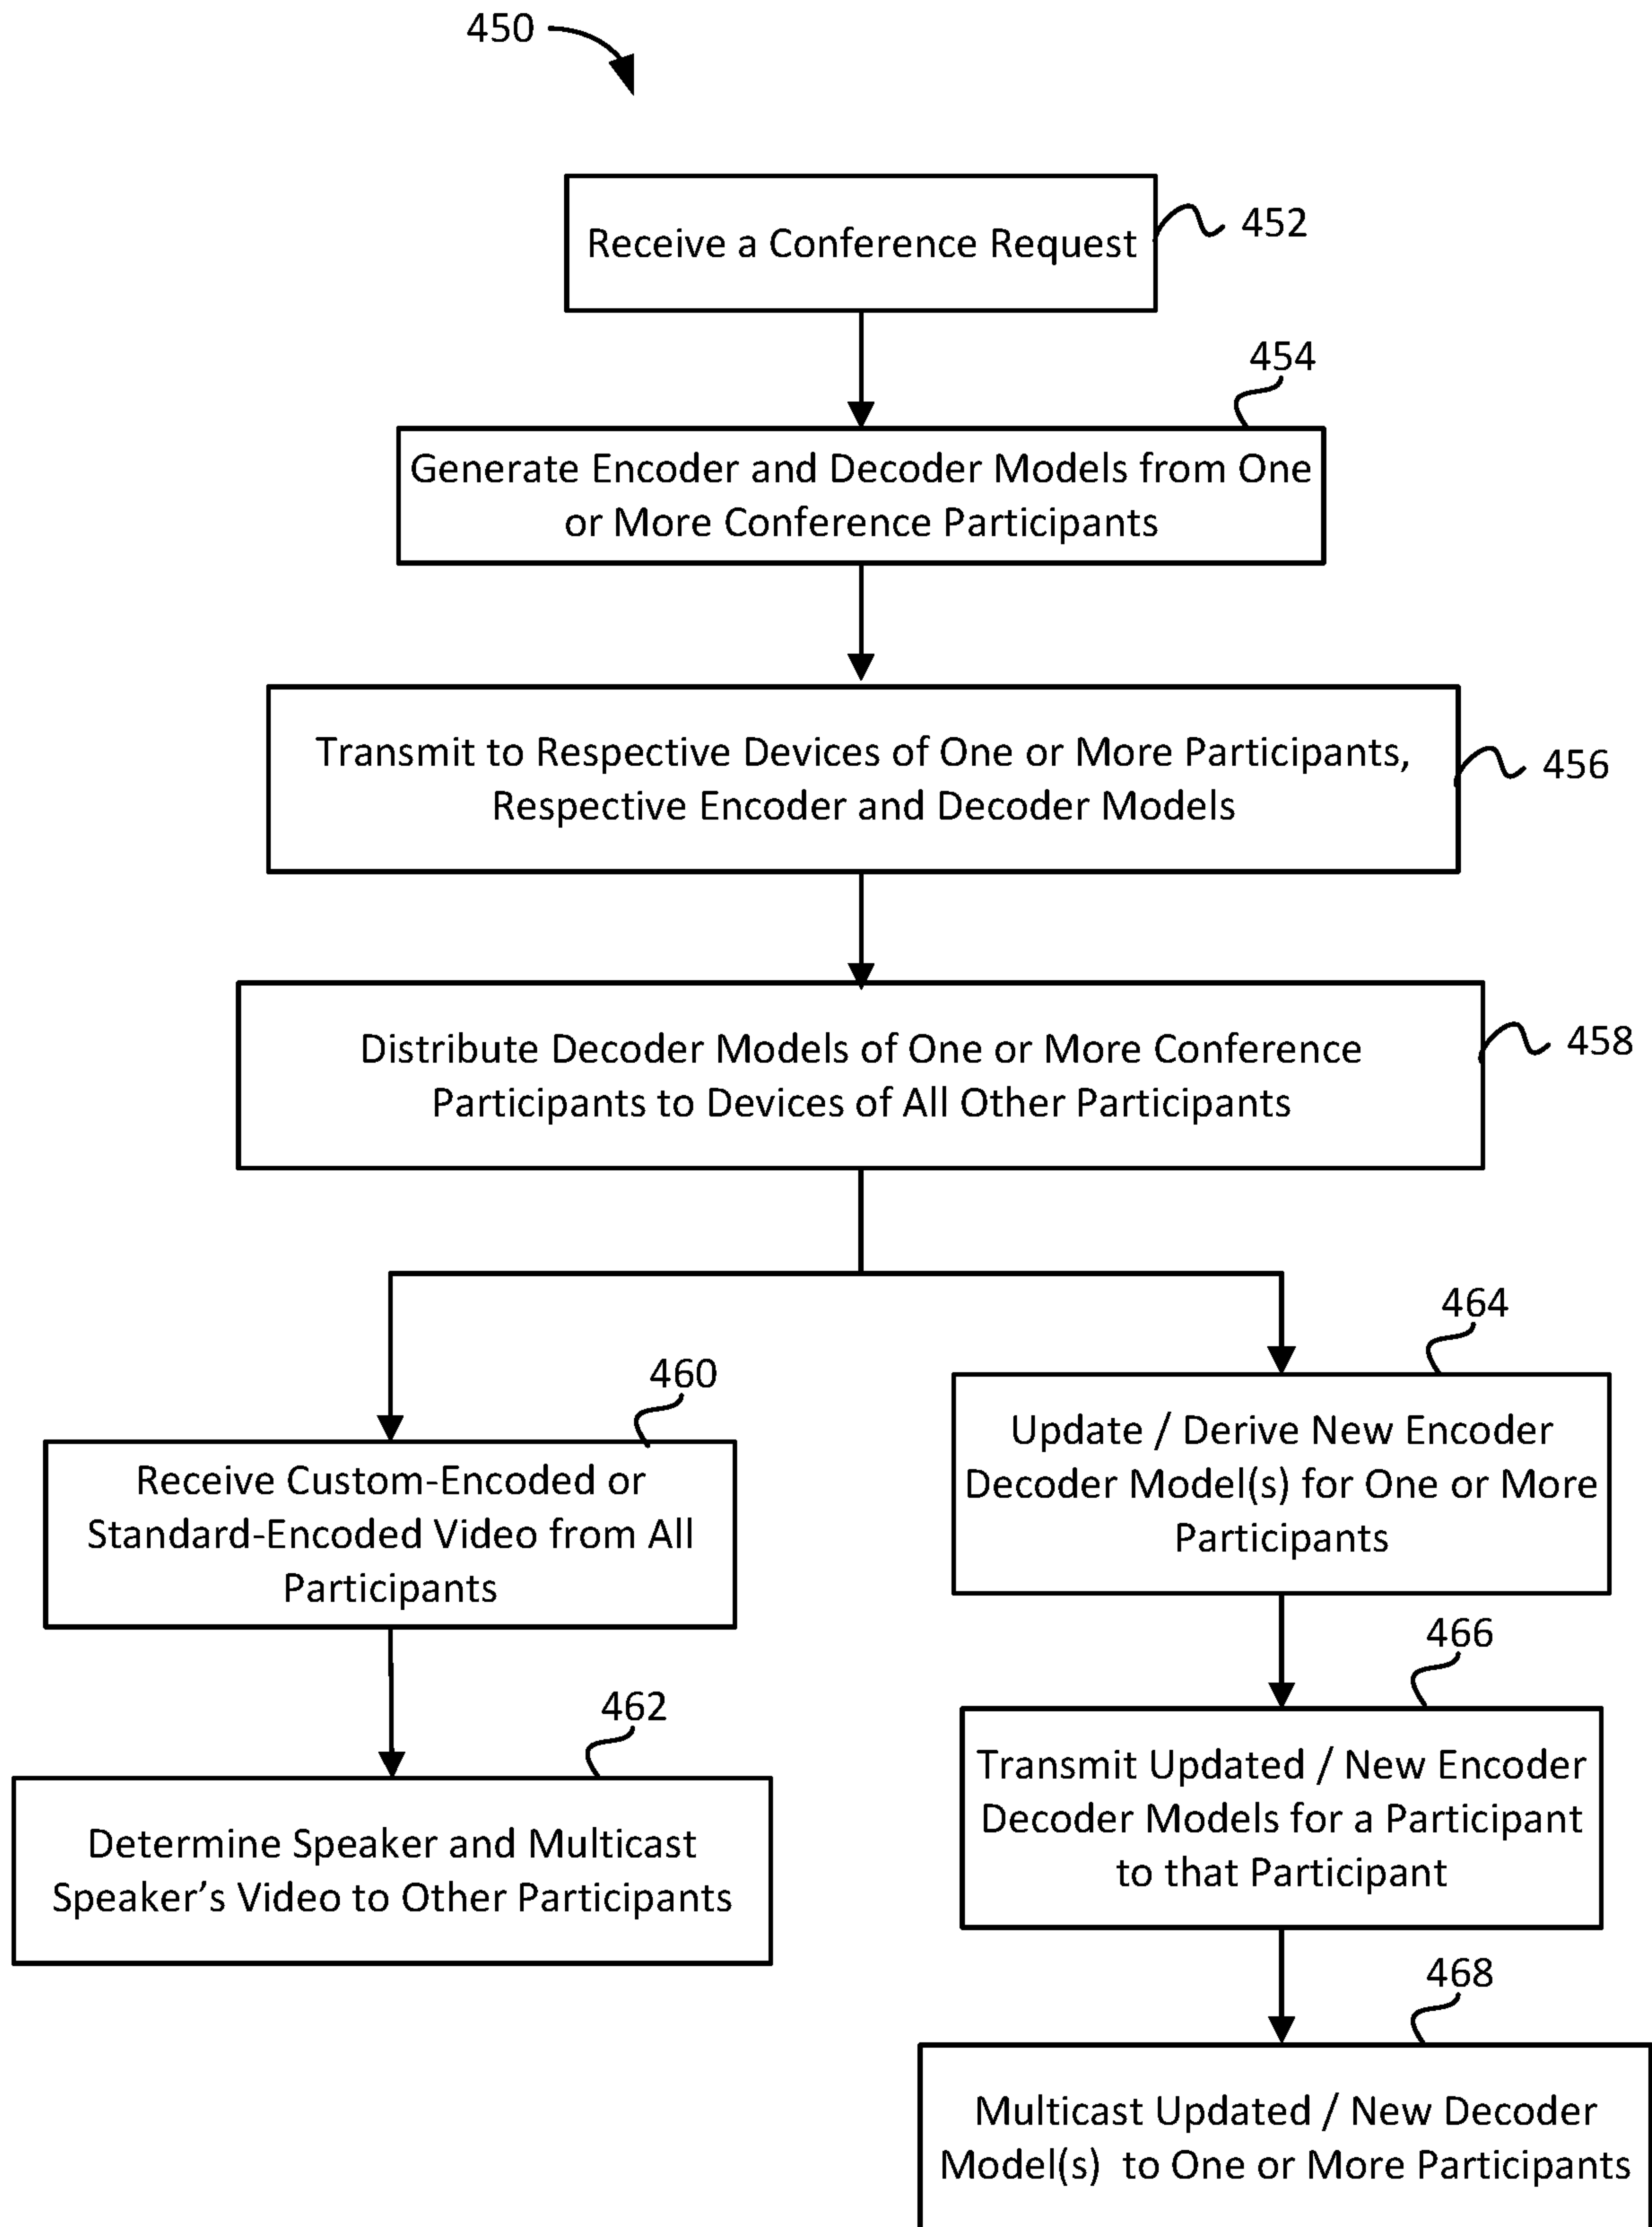 450
Receive a Conference Request
452
454
Generate Encoder and Decoder Models from One
or More Conference Participants
Transmit to Respective Devices of One or More Participants,
Respective Encoder and Decoder Models
456
Distribute Decoder Models of One or More Conference
Participants to Devices of All Other Participants
458
460
Receive Custom-Encoded or
Standard-Encoded Video from All
Participants
462
Determine Speaker and Multicast
Speaker’s Video to Other Participants
464
Update / Derive New Encoder
Decoder Model(s) for One or More
Participants
466
Transmit Updated / New Encoder
Decoder Models for a Participant
to that Participant
468
Multicast Updated / New Decoder
Model(s) to One or More Participants